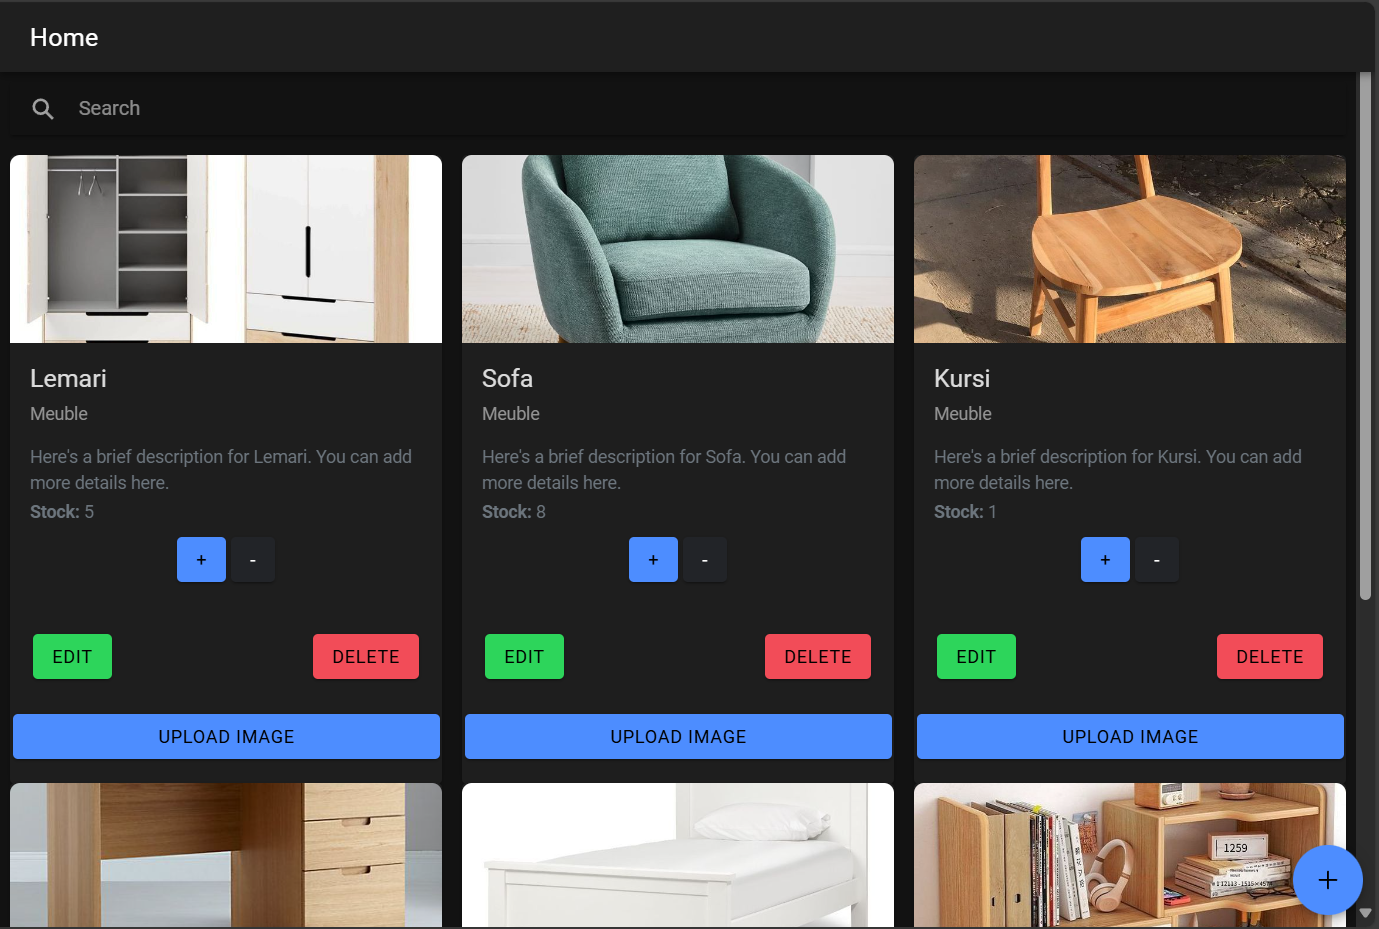 Home
Search
Lemari
Meuble
Here's a brief description for Lemari. You can add
more details here.
Stock: 5
+ -
EDIT DELETE
UPLOAD IMAGE
Sofa
Meuble
Here's a brief description for Sofa. You can add
more details here.
Stock: 8
+ -
EDIT DELETE
UPLOAD IMAGE
Kursi
Meuble
Here's a brief description for Kursi. You can add
more details here.
Stock: 1
+ -
EDIT DELETE
UPLOAD IMAGE
1259
+